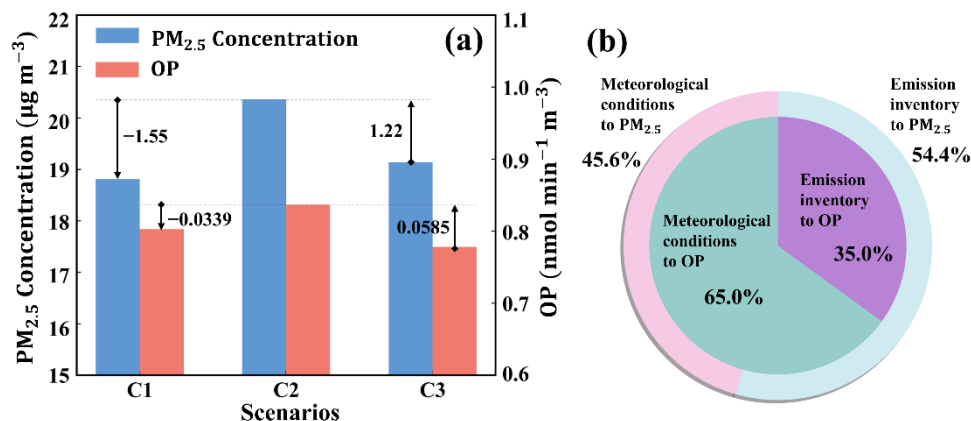 (a)
PM₂.₅ Concentration
OP
PM₂.₅ Concentration (μg m⁻³)
22
21
20
19
18
17
16
15
1.1
1.0
0.9
0.8
0.7
0.6
OP (nmol min⁻¹ m⁻³)
−1.55
−0.0339
1.22
0.0585
C1
C2
C3
Scenarios
(b)
Meteorological
conditions
to PM₂.₅
45.6%
Emission
inventory
to PM₂.₅
54.4%
Emission
inventory
to OP
35.0%
Meteorological
conditions
to OP
65.0%